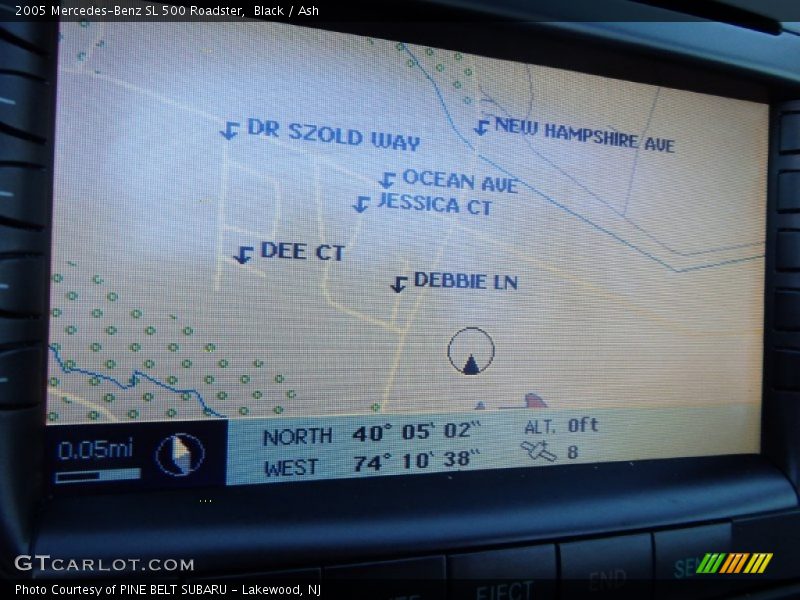 2005 Mercedes-Benz SL 500 Roadster, Black / Ash
DR SZOLD WAY
NEW HAMPSHIRE AVE
OCEAN AVE
JESSICA CT
DEE CT
DEBBIE LN
0.05mi
NORTH 40° 05' 02"
ALT. 0ft
WEST 74° 10' 38"
8
EJECT
END
GTCARLOT.COM
Photo Courtesy of PINE BELT SUBARU - Lakewood, NJ